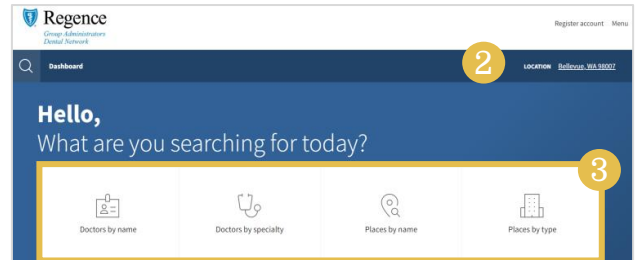 Regence
Group Administrators
Dental Network
Register account Menu
Dashboard
2
LOCATION Bellevue, WA 98007
Hello,
What are you searching for today?
3
Doctors by name Doctors by specialty Places by name Places by type